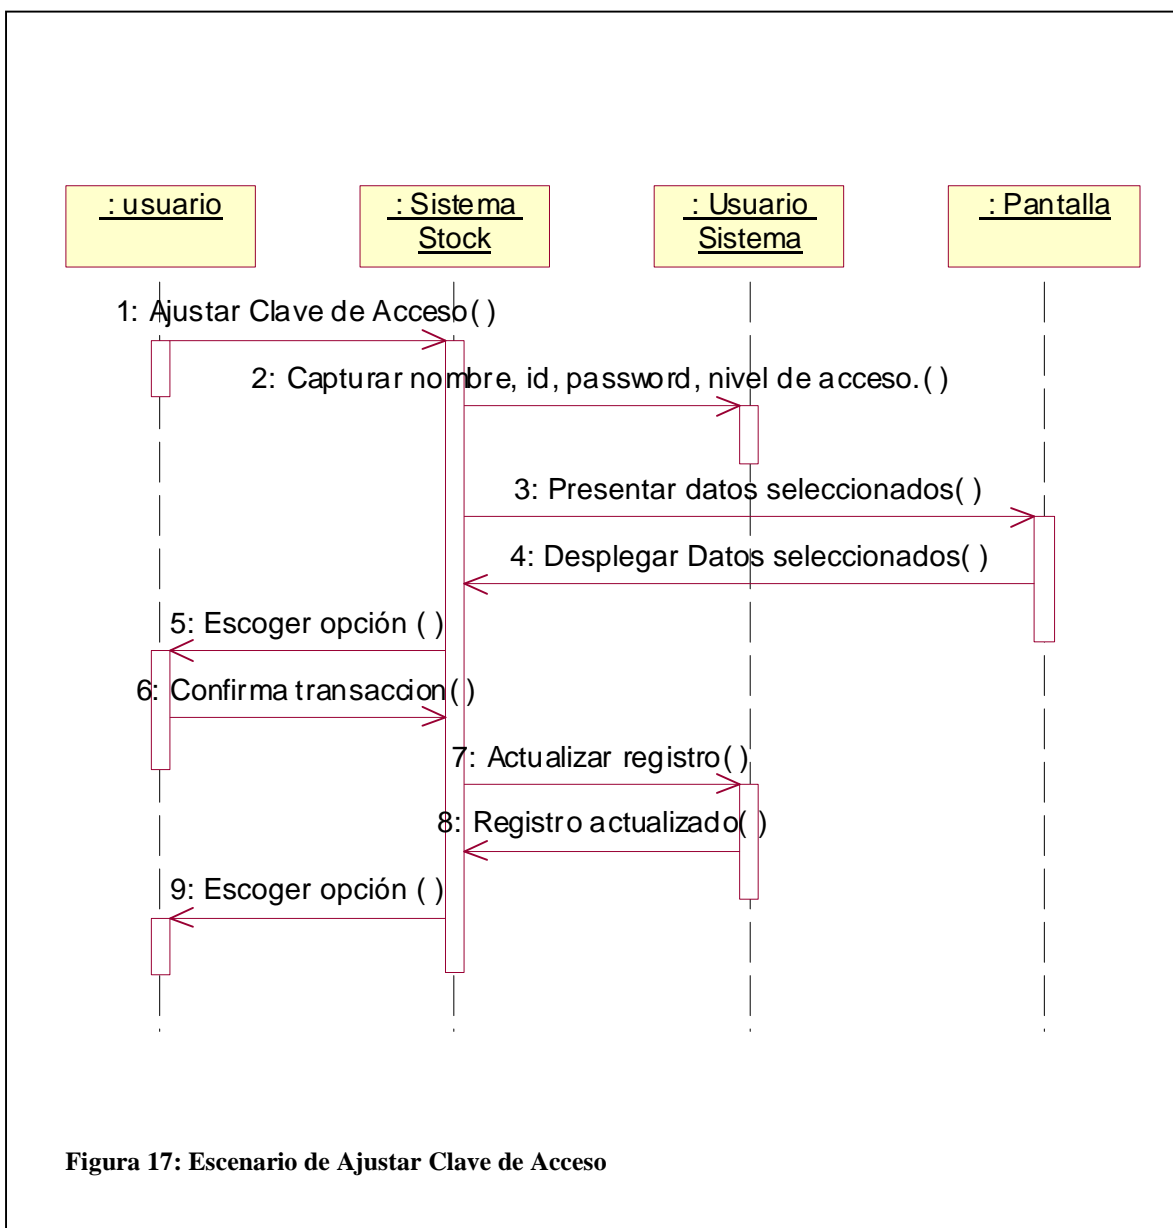 : usuario
: Sistema
Stock
: Usuario
Sistema
: Pantalla
1: Ajustar Clave de Acceso( )
2: Capturar nombre, id, password, nivel de acceso.( )
3: Presentar datos seleccionados( )
4: Desplegar Datos seleccionados( )
5: Escoger opción ( )
6: Confirma transaccion( )
7: Actualizar registro( )
8: Registro actualizado( )
9: Escoger opción ( )
Figura 17: Escenario de Ajustar Clave de Acceso